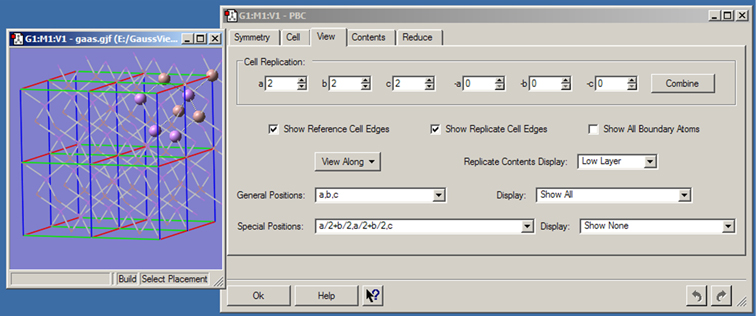 G1:M1:V1 - gaas.gjf (E:/GaussVie...
Build Select Placement
G1:M1:V1 - PBC
Symmetry Cell View Contents Reduce
Cell Replication:
a 2 b 2 c 2 -a 0 -b 0 -c 0 Combine
Show Reference Cell Edges Show Replicate Cell Edges Show All Boundary Atoms
View Along Replicate Contents Display: Low Layer
General Positions: a,b,c Display: Show All
Special Positions: a/2+b/2,a/2+b/2,c Display: Show None
Ok Help ?